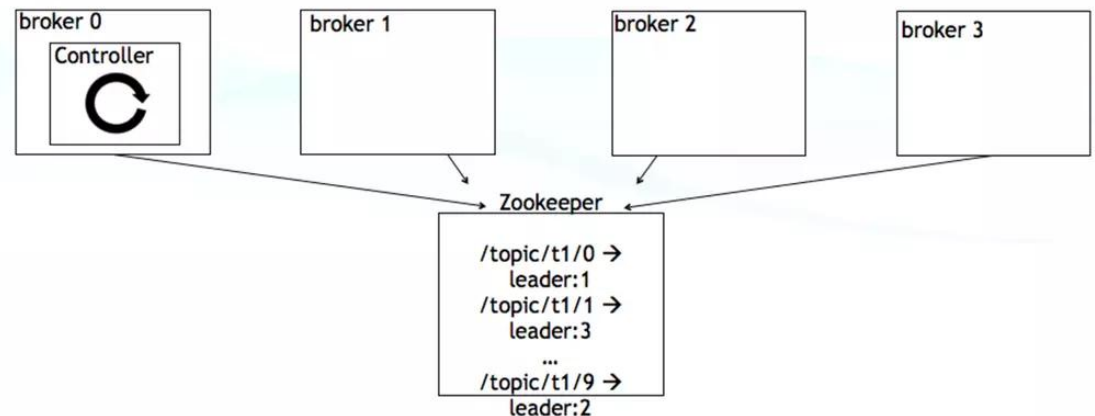 broker 0
Controller
broker 1
broker 2
broker 3
Zookeeper
/topic/t1/0 →
leader:1
/topic/t1/1 →
leader:3
...
/topic/t1/9 →
leader:2